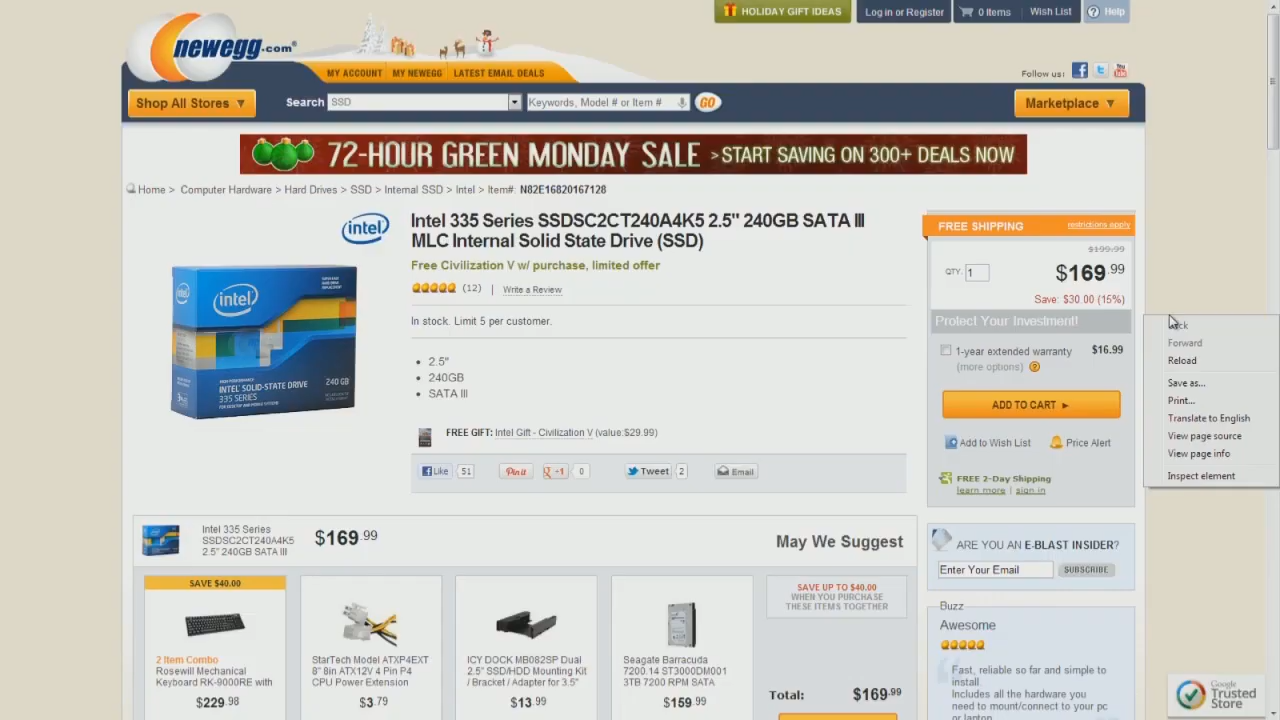 HOLIDAY GIFT IDEAS
Log in or Register
0 Items
Wish List
Help
newegg.com
MY ACCOUNT
MY NEWEGG
LATEST EMAIL DEALS
Follow us:
Shop All Stores ▼
Search
SSD
Keywords, Model # or Item #
GO
Marketplace ▼
72-HOUR GREEN MONDAY SALE >START SAVING ON 300+ DEALS NOW
Home > Computer Hardware > Hard Drives > SSD > Internal SSD > Intel > Item#: N82E16820167128
intel
Intel 335 Series SSDSC2CT240A4K5 2.5" 240GB SATA III
MLC Internal Solid State Drive (SSD)
Free Civilization V w/ purchase, limited offer
(12) | Write a Review
In stock. Limit 5 per customer.
2.5"
240GB
SATA III
FREE GIFT: Intel Gift - Civilization V (value:$29.99)
Like 51
Pin it
+1 0
Tweet 2
Email
intel
intel
INTEL® SOLID-STATE DRIVE
335 SERIES
240 GB
FREE SHIPPING
restrictions apply
$199.99
QTY: 1
$169.99
Save: $30.00 (15%)
Protect Your Investment!
1-year extended warranty $16.99
(more options)
ADD TO CART ►
Add to Wish List
Price Alert
FREE 2-Day Shipping
learn more | sign in
Forward
Reload
Save as...
Print...
Translate to English
View page source
View page info
Inspect element
Intel 335 Series
SSDSC2CT240A4K5
2.5" 240GB SATA III
$169.99
May We Suggest
SAVE $40.00
2 Item Combo
Rosewill Mechanical
Keyboard RK-9000RE with
$229.98
StarTech Model ATXP4EXT
8" 8in ATX12V 4 Pin P4
CPU Power Extension
$3.79
ICY DOCK MB082SP Dual
2.5" SSD/HDD Mounting Kit
/ Bracket / Adapter for 3.5"
$13.99
Seagate Barracuda
7200.14 ST3000DM001
3TB 7200 RPM SATA
$159.99
SAVE UP TO $40.00
WHEN YOU PURCHASE
THESE ITEMS TOGETHER
Total: $169.99
ARE YOU AN E-BLAST INSIDER?
Enter Your Email
SUBSCRIBE
Buzz
Awesome
Fast, reliable so far and simple to
install.
Includes all the hardware you
need to mount/connect to your pc
or laptop
Google
Trusted
Store